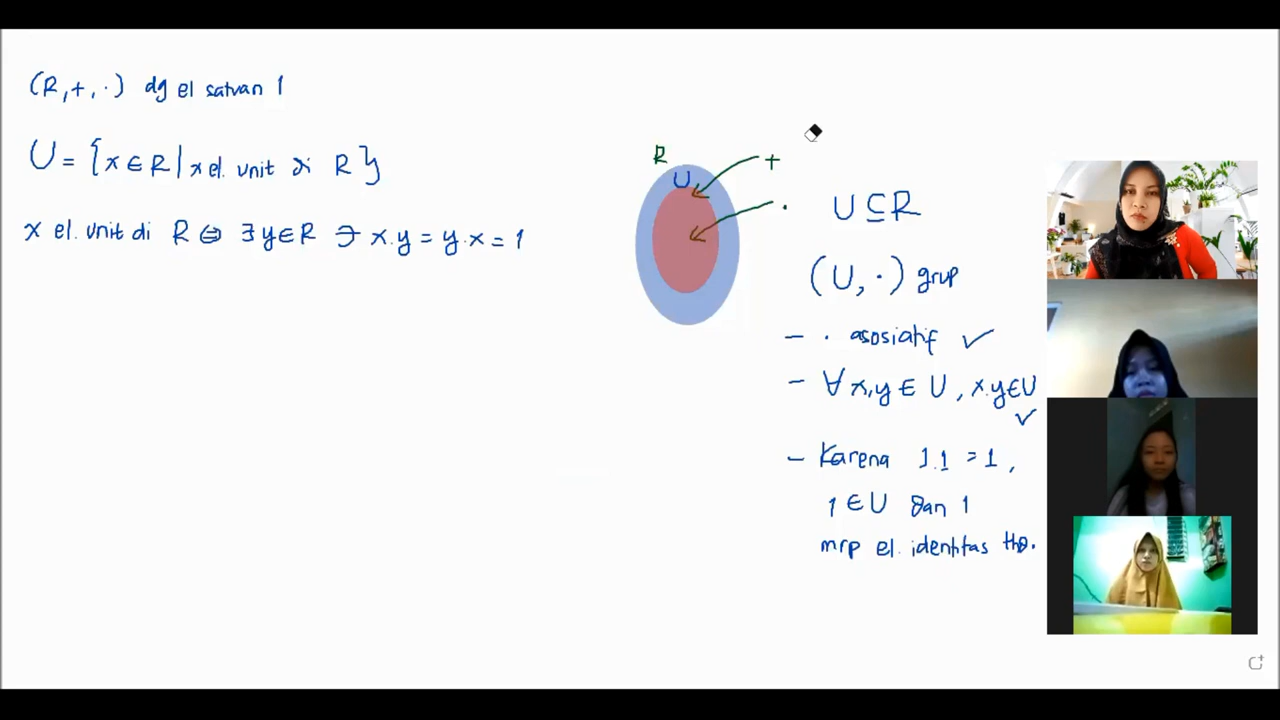 (R, +, ·) dg el satuan 1
U = {x ∈ R | x el. unit di R}
x el. unit di R ⇔ ∃ y ∈ R ∋ x.y = y.x = 1
R
U
+
·
U ⊆ R
(U, ·) grup
- · asosiatif ✓
- ∀ x,y ∈ U, x.y ∈ U
✓
- Karena 1.1 = 1,
1 ∈ U dan 1
mrp el. identitas thd.